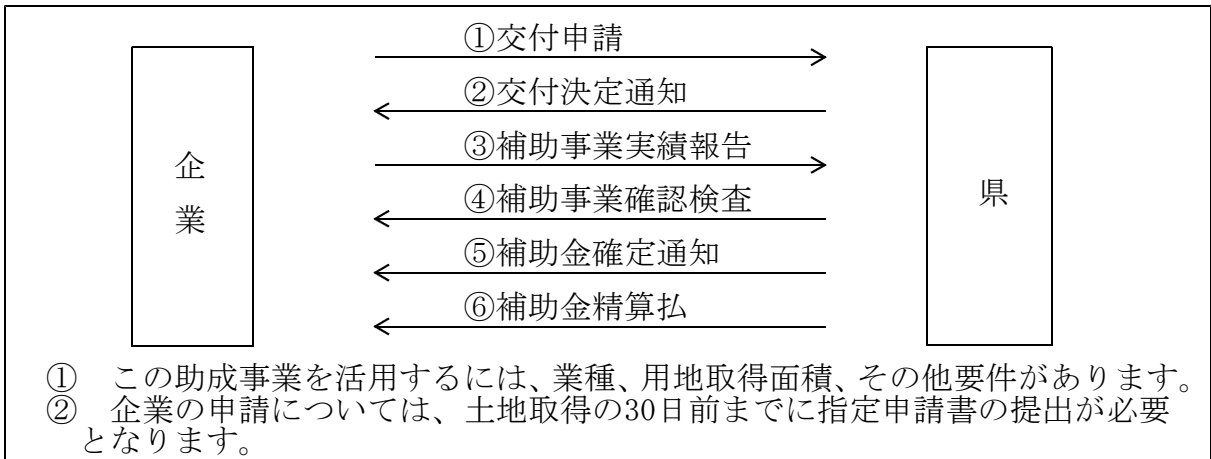 ①交付申請
②交付決定通知
③補助事業実績報告
④補助事業確認検査
⑤補助金確定通知
⑥補助金精算払
企業
県
①　この助成事業を活用するには、業種、用地取得面積、その他要件があります。
②　企業の申請については、土地取得の30日前までに指定申請書の提出が必要
となります。